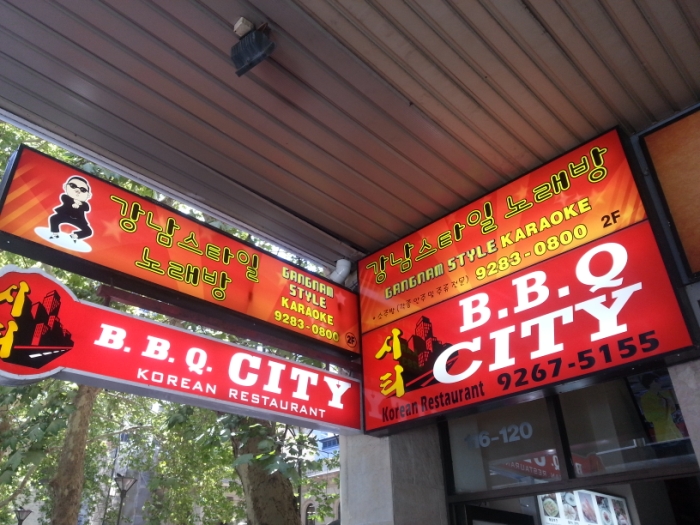 강남스타일
노래방
GANGNAM
STYLE
KARAOKE
9283-0800
2F
시티
B. B. Q. CITY
KOREAN RESTAURANT
강남스타일 노래방
GANGNAM STYLE KARAOKE
9283-0800 2F
B.B.Q
시티
CITY
Korean Restaurant 9267-5155
116-120